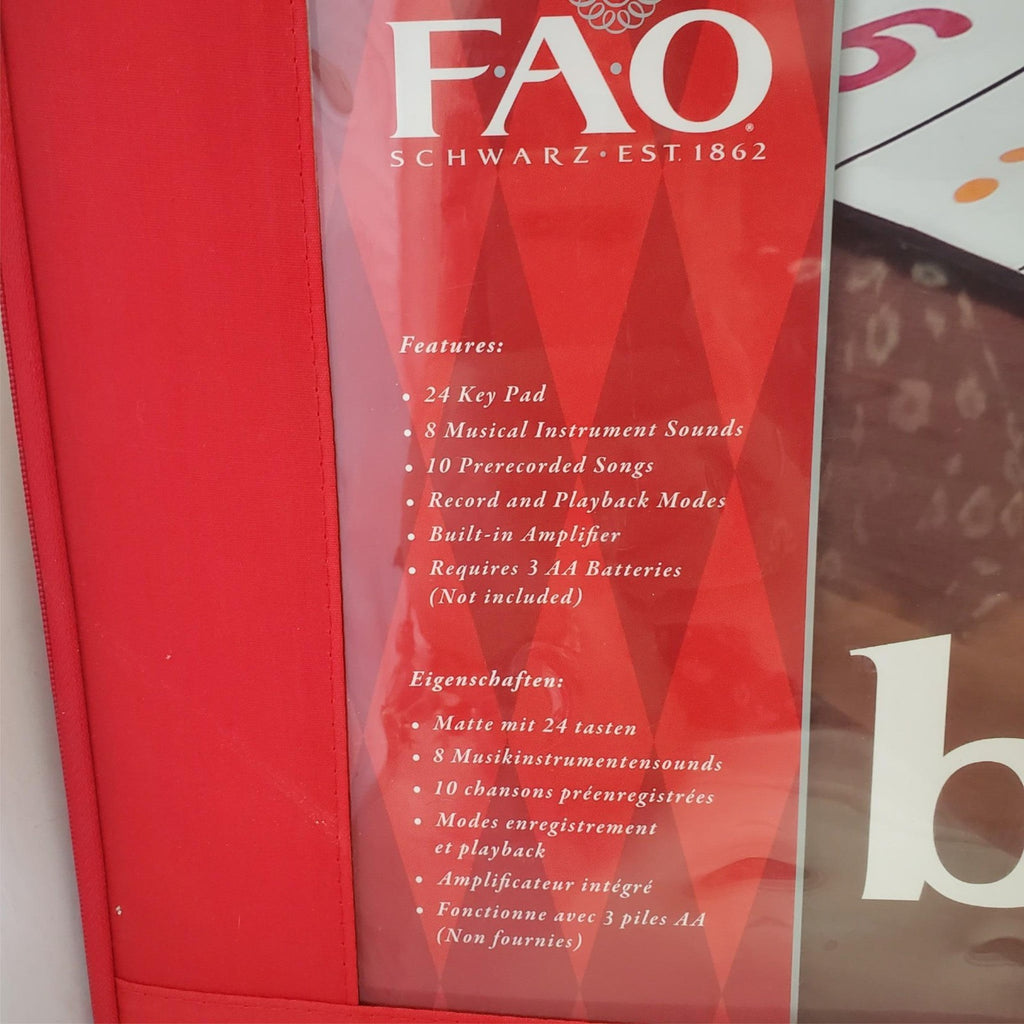 F·A·O
SCHWARZ·EST. 1862
Features:
• 24 Key Pad
• 8 Musical Instrument Sounds
• 10 Prerecorded Songs
• Record and Playback Modes
• Built-in Amplifier
• Requires 3 AA Batteries
(Not included)
Eigenschaften:
• Matte mit 24 tasten
• 8 Musikinstrumentensounds
• 10 chansons préenregistrées
• Modes enregistrement
et playback
• Amplificateur intégré
• Fonctionne avec 3 piles AA
(Non fournies)
b